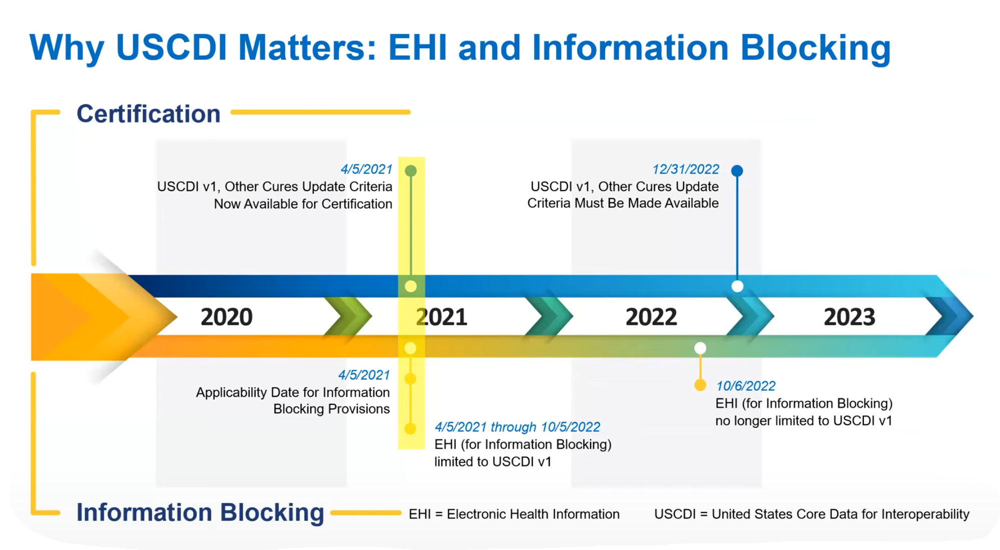 Why USCDI Matters: EHI and Information Blocking
Certification
4/5/2021
USCDI v1, Other Cures Update Criteria
Now Available for Certification
12/31/2022
USCDI v1, Other Cures Update
Criteria Must Be Made Available
2020
2021
2022
2023
4/5/2021
Applicability Date for Information
Blocking Provisions
4/5/2021 through 10/5/2022
EHI (for Information Blocking)
limited to USCDI v1
10/6/2022
EHI (for Information Blocking)
no longer limited to USCDI v1
Information Blocking
EHI = Electronic Health Information
USCDI = United States Core Data for Interoperability